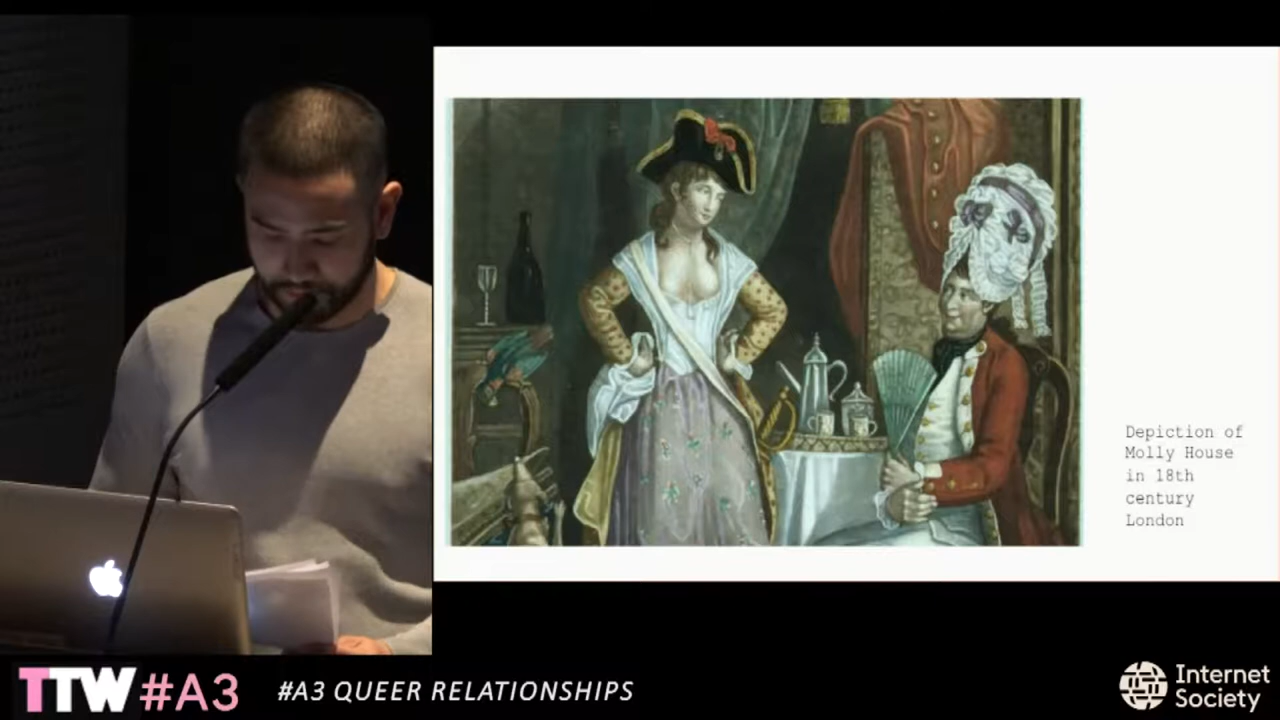 Depiction of
Molly House
in 18th
century
London
TTW #A3
#A3 QUEER RELATIONSHIPS
Internet
Society